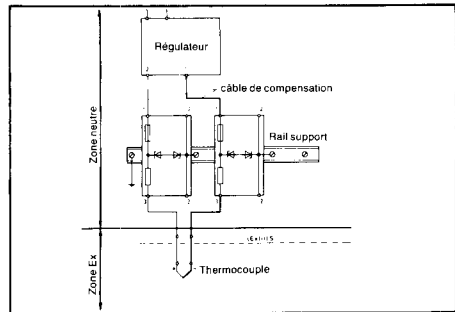 Régulateur
câble de compensation
Rail support
Zone neutre
Thermocouple
Zone Ex